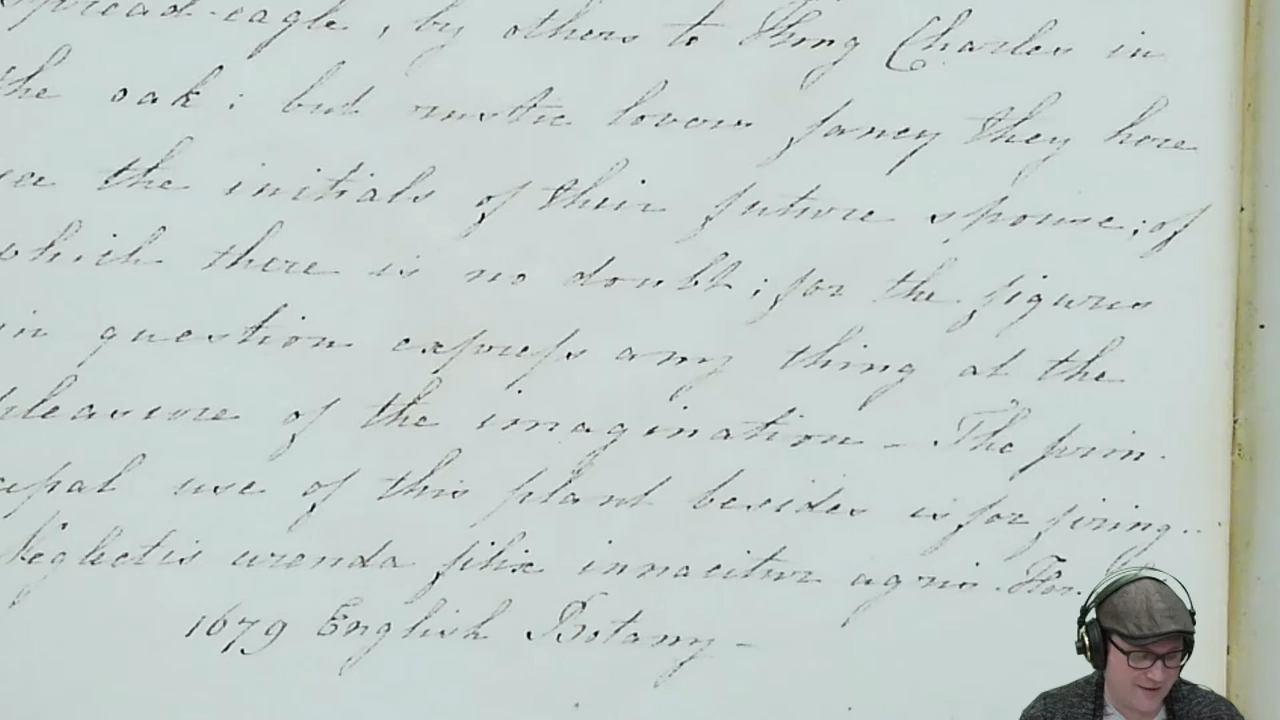 spread-eagle, by others to King Charles in
the oak; but rustic lovers fancy they here
the initials of their future spouse; of
which there is no doubt; for the figures
in question express any thing at the
pleasure of the imagination - The prin-
cipal use of this plant besides is for firing..
Neglectis urenda filix innascitur agris. Hor.
1679 English Botany -